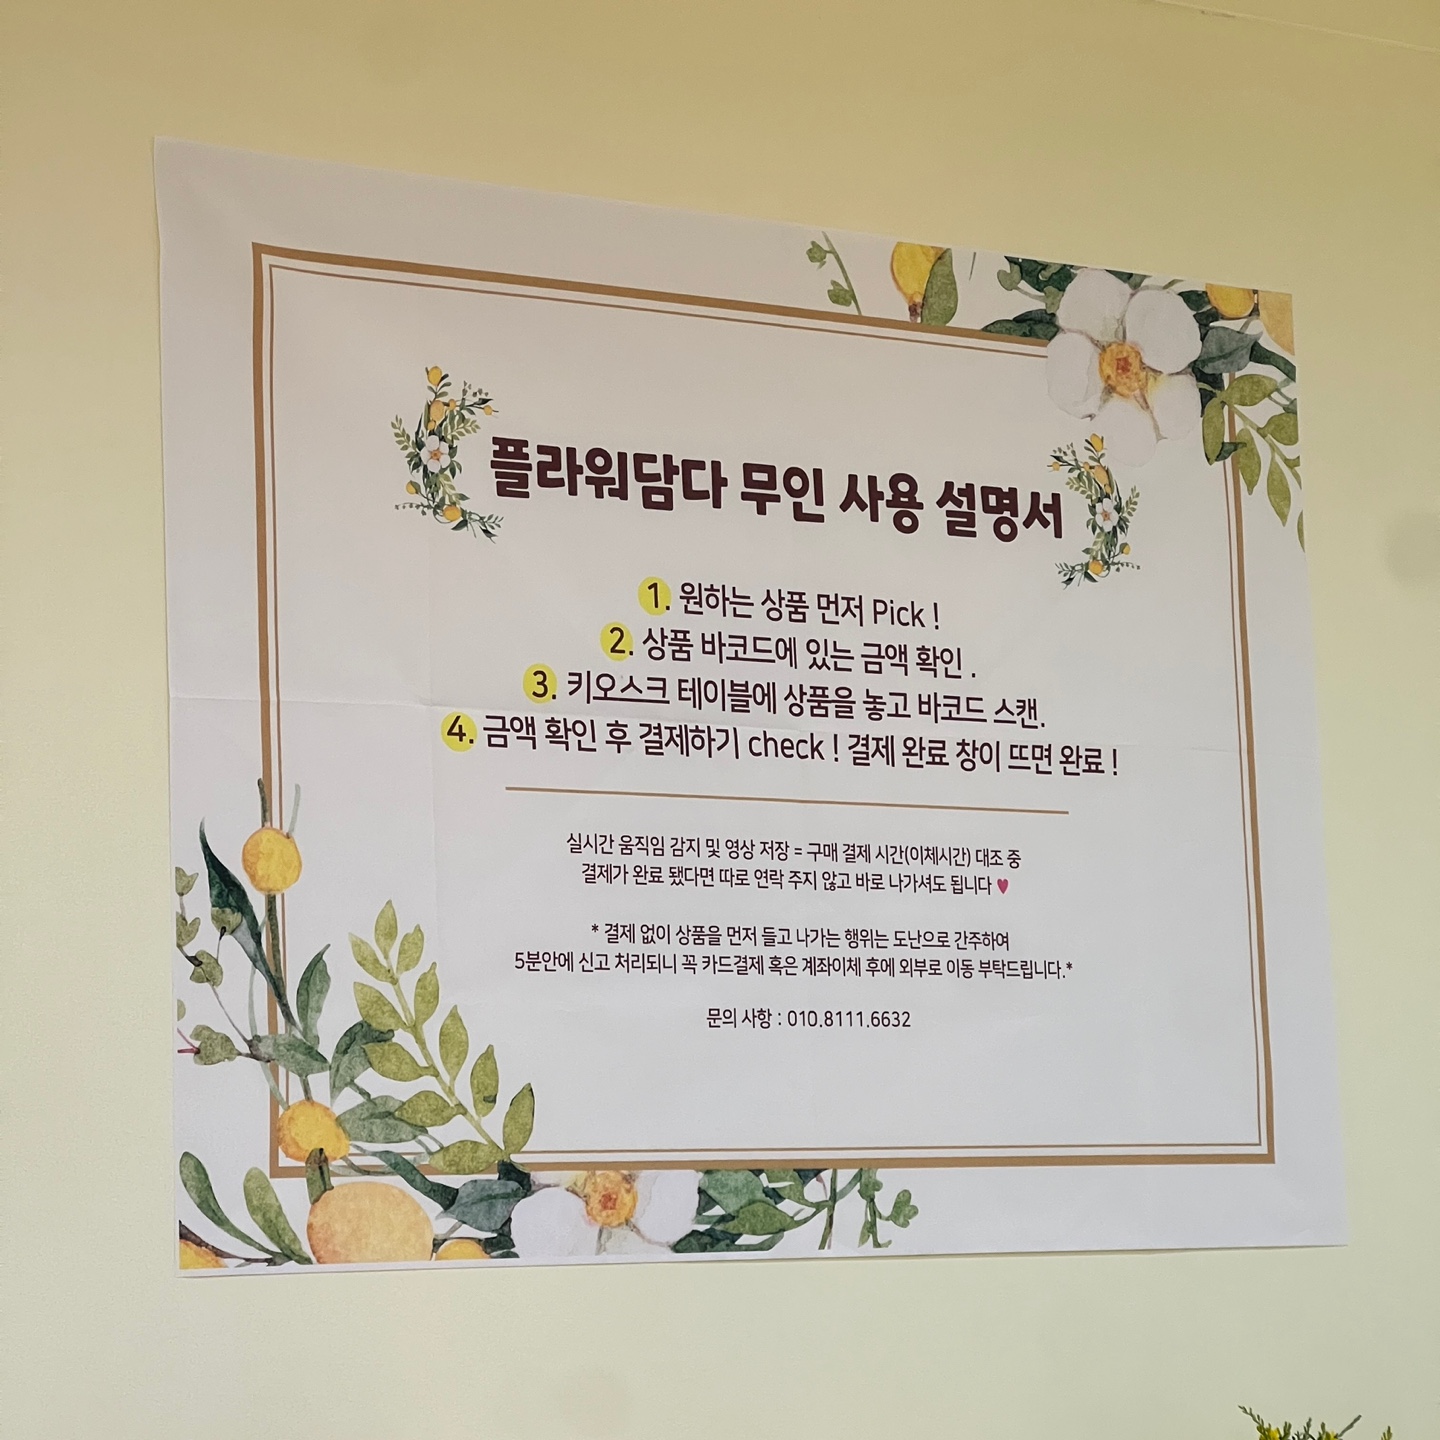 플라워담다 무인 사용 설명서
1. 원하는 상품 먼저 Pick !
2. 상품 바코드에 있는 금액 확인 .
3. 키오스크 테이블에 상품을 놓고 바코드 스캔.
4. 금액 확인 후 결제하기 check ! 결제 완료 창이 뜨면 완료 !
실시간 움직임 감지 및 영상 저장 = 구매 결제 시간(이체시간) 대조 중
결제가 완료 됐다면 따로 연락 주지 않고 바로 나가셔도 됩니다 ♥
* 결제 없이 상품을 먼저 들고 나가는 행위는 도난으로 간주하여
5분안에 신고 처리되니 꼭 카드결제 혹은 계좌이체 후에 외부로 이동 부탁드립니다.*
문의 사항 : 010.8111.6632